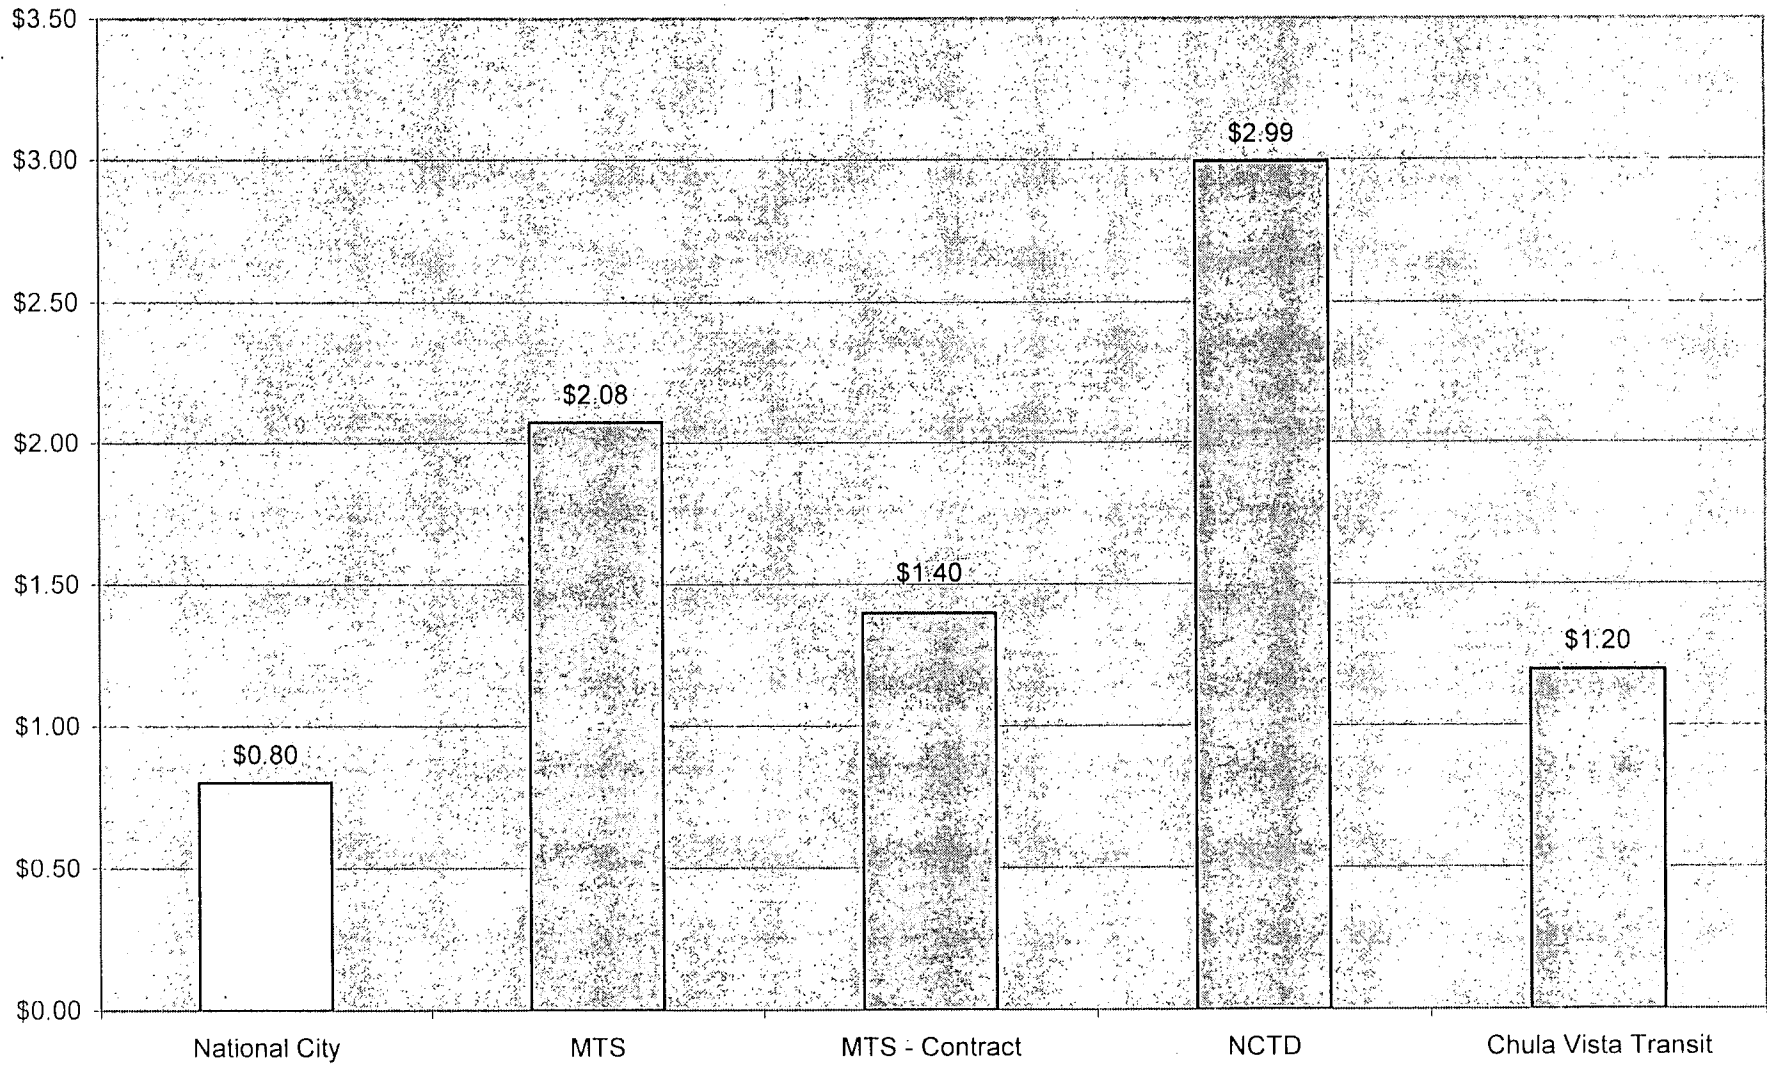 $3.50
$3.00
$2.50
$2.00
$1.50
$1.00
$0.50
$0.00
$0.80
$2.08
$1.40
$2.99
$1.20
National City
MTS
MTS - Contract
NCTD
Chula Vista Transit